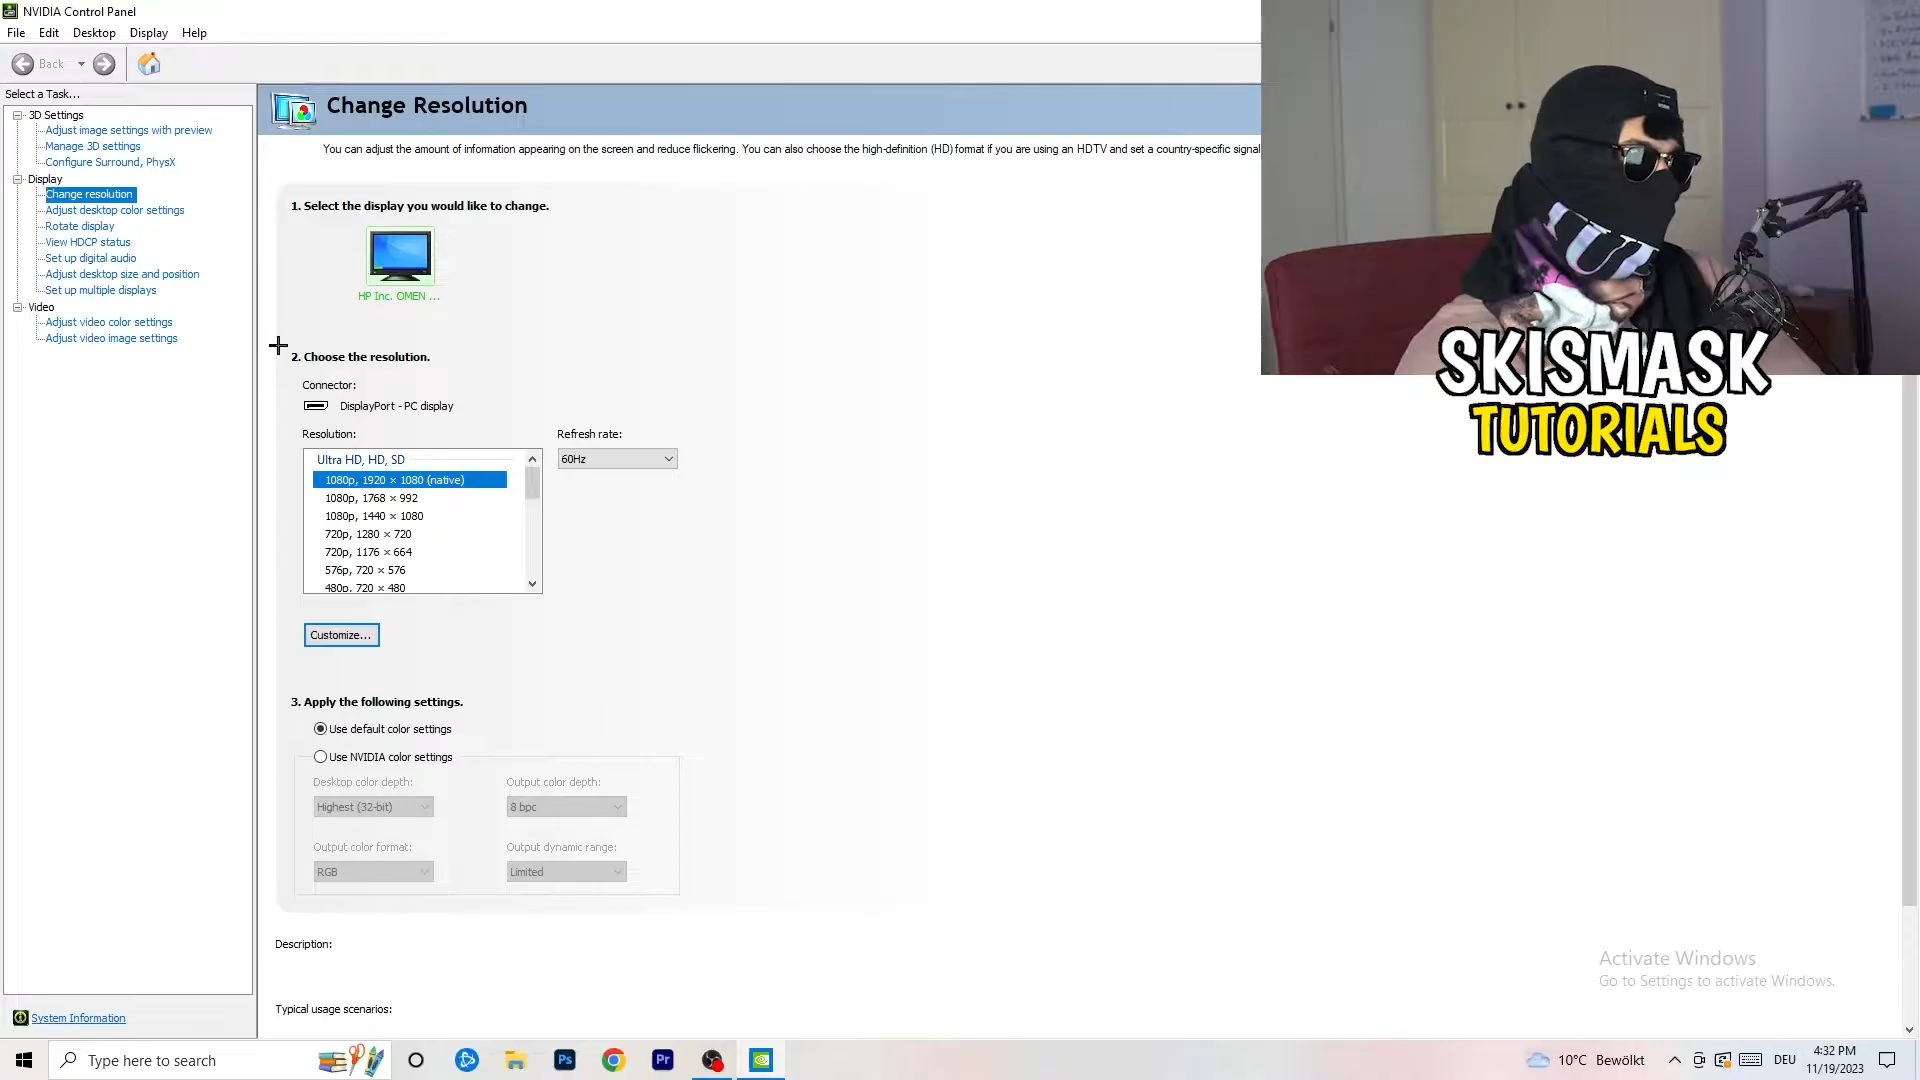 NVIDIA Control Panel
File Edit Desktop Display Help
Back
Select a Task...
3D Settings
Adjust image settings with preview
Manage 3D settings
Configure Surround, PhysX
Display
Change resolution
Adjust desktop color settings
Rotate display
View HDCP status
Set up digital audio
Adjust desktop size and position
Set up multiple displays
Video
Adjust video color settings
Adjust video image settings
System Information
Change Resolution
You can adjust the amount of information appearing on the screen and reduce flickering. You can also choose the high-definition (HD) format if you are using an HDTV and set a country-specific signal
1. Select the display you would like to change.
HP Inc. OMEN ...
2. Choose the resolution.
Connector:
DisplayPort - PC display
Resolution:
Refresh rate:
60Hz
Ultra HD, HD, SD
1080p, 1920 × 1080 (native)
1080p, 1768 × 992
1080p, 1440 × 1080
720p, 1280 × 720
720p, 1176 × 664
576p, 720 × 576
480p, 720 × 480
Customize...
3. Apply the following settings.
Use default color settings
Use NVIDIA color settings
Desktop color depth:
Output color depth:
Highest (32-bit)
8 bpc
Output color format:
Output dynamic range:
RGB
Limited
Description:
Typical usage scenarios:
SKISMASK
TUTORIALS
Activate Windows
Go to Settings to activate Windows.
Type here to search
Ps
Pr
10°C Bewölkt
DEU
4:32 PM
11/19/2023